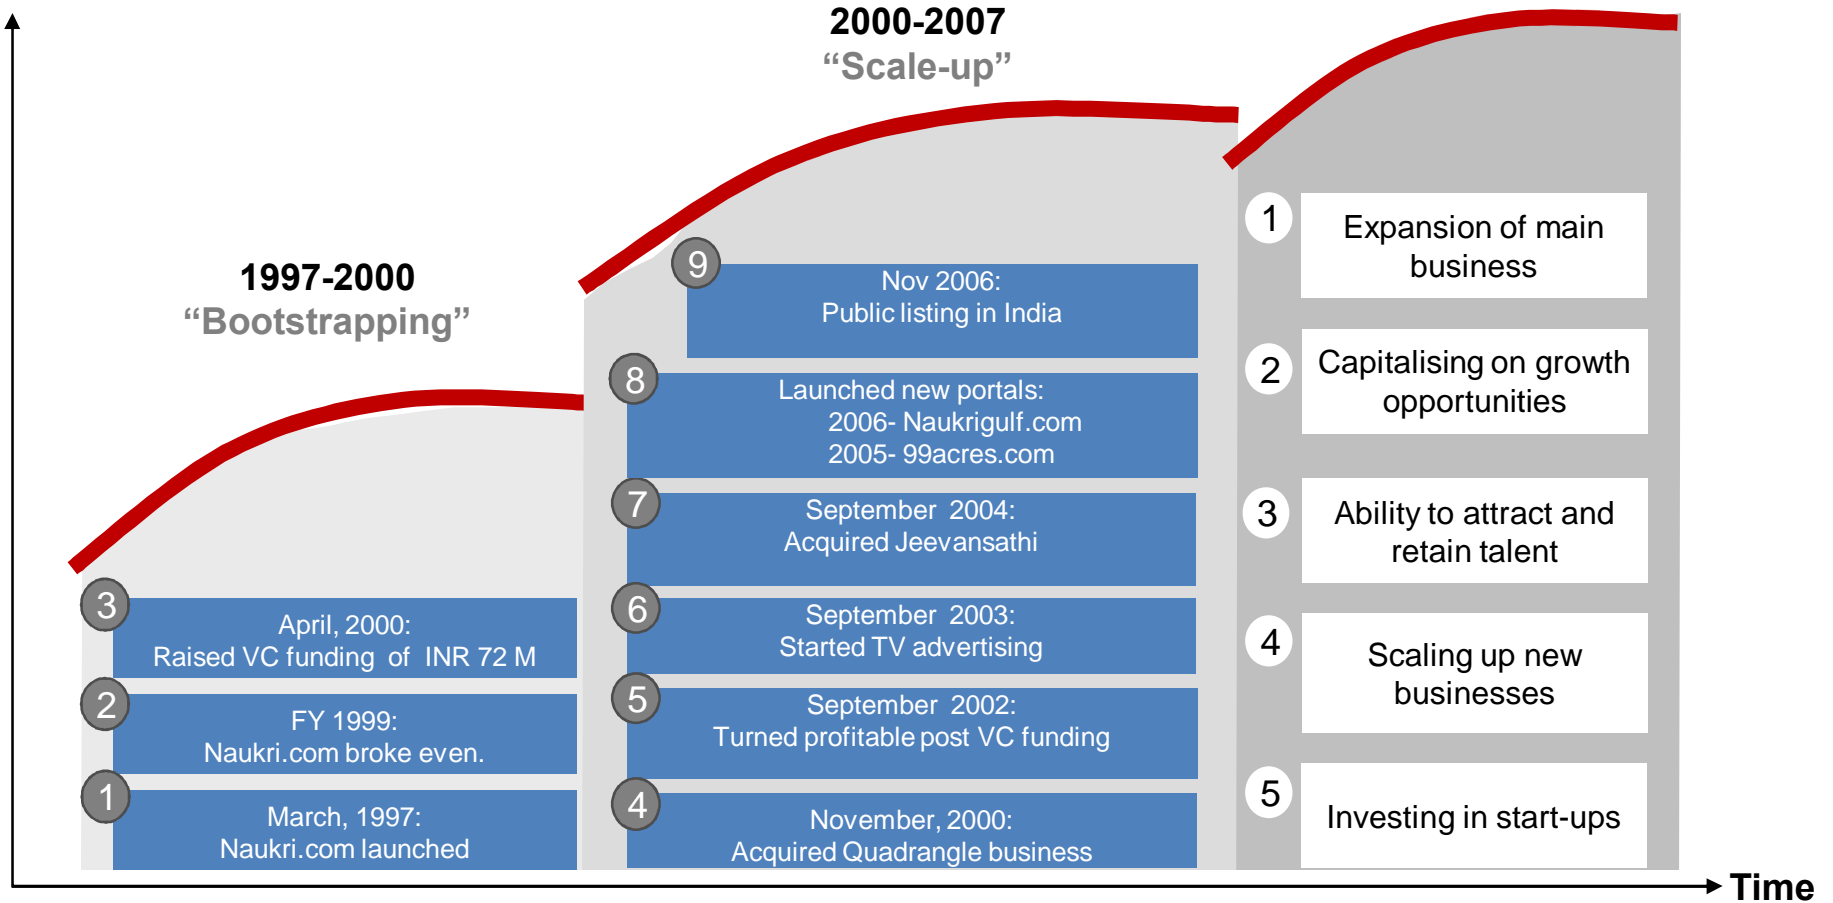 1997-2000
“Bootstrapping”
3
April, 2000:
Raised VC funding of INR 72 M
2
FY 1999:
Naukri.com broke even.
1
March, 1997:
Naukri.com launched
2000-2007
“Scale-up”
9
Nov 2006:
Public listing in India
8
Launched new portals:
2006- Naukrigulf.com
2005- 99acres.com
7
September 2004:
Acquired Jeevansathi
6
September 2003:
Started TV advertising
5
September 2002:
Turned profitable post VC funding
4
November, 2000:
Acquired Quadrangle business
1
Expansion of main
business
2
Capitalising on growth
opportunities
3
Ability to attract and
retain talent
4
Scaling up new
businesses
5
Investing in start-ups
Time